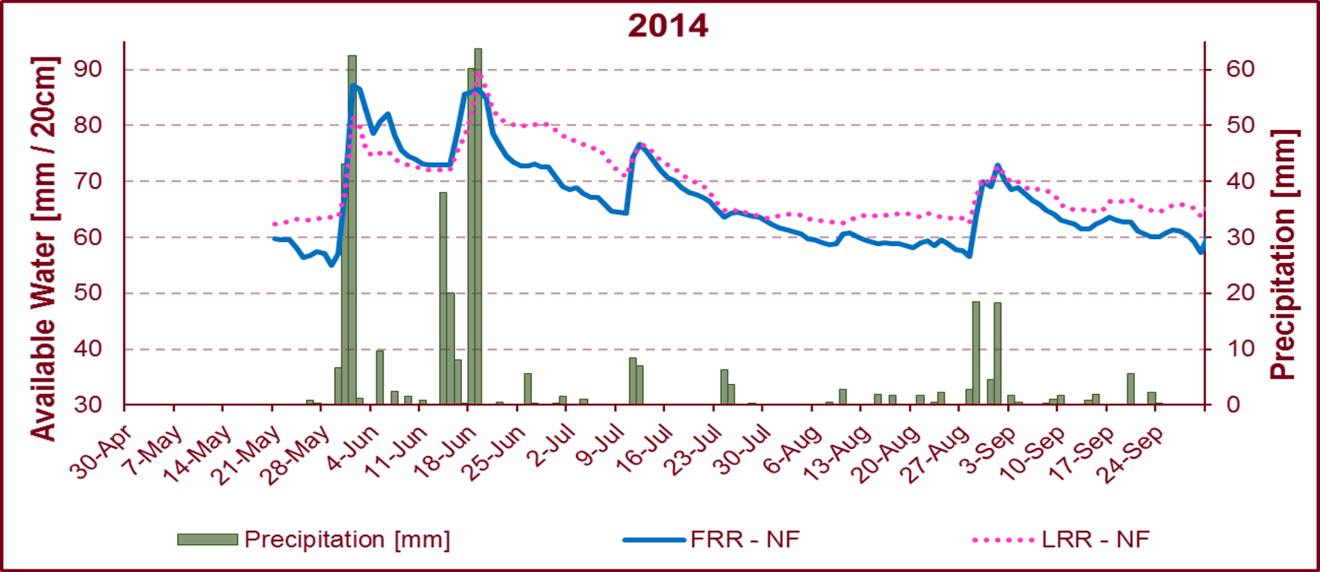 2014
Available Water [mm / 20cm]
90
80
70
60
50
40
30
60
50
40
30
20
10
0
Precipitation [mm]
30-Apr
7-May
14-May
21-May
28-May
4-Jun
11-Jun
18-Jun
25-Jun
2-Jul
9-Jul
16-Jul
23-Jul
30-Jul
6-Aug
13-Aug
20-Aug
27-Aug
3-Sep
10-Sep
17-Sep
24-Sep
Precipitation [mm]
FRR - NF
LRR - NF